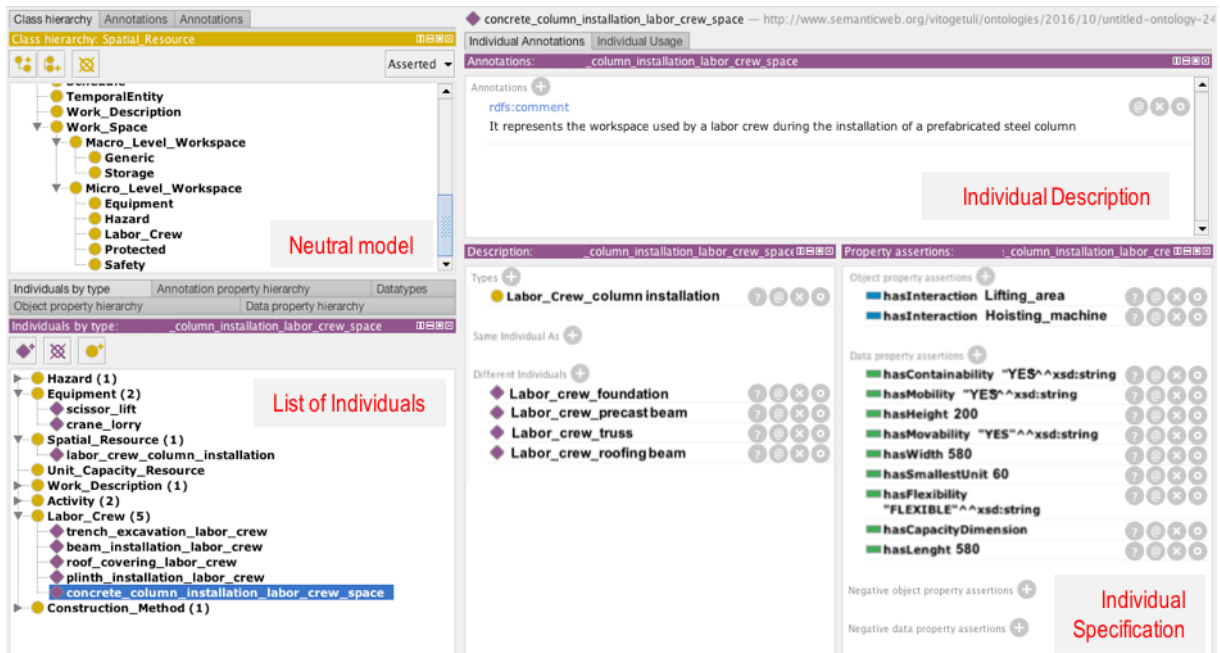 Class hierarchy Annotations Annotations
Class hierarchy: Spatial_Resource
Asserted
Schedule
TemporalEntity
Work_Description
Work_Space
Macro_Level_Workspace
Generic
Storage
Micro_Level_Workspace
Equipment
Hazard
Labor_Crew
Protected
Safety
Neutral model
Individuals by type Annotation property hierarchy Datatypes
Object property hierarchy Data property hierarchy
Individuals by type: _column_installation_labor_crew_space
Hazard (1)
Equipment (2)
scissor_lift
crane_lorry
Spatial_Resource (1)
labor_crew_column_installation
Unit_Capacity_Resource
Work_Description (1)
Activity (2)
Labor_Crew (5)
trench_excavation_labor_crew
beam_installation_labor_crew
roof_covering_labor_crew
plinth_installation_labor_crew
concrete_column_installation_labor_crew_space
Construction_Method (1)
List of Individuals
concrete_column_installation_labor_crew_space — http://www.semanticweb.org/vitogetuli/ontologies/2016/10/untitled-ontology-24
Individual Annotations Individual Usage
Annotations: _column_installation_labor_crew_space
Annotations
rdfs:comment
It represents the workspace used by a labor crew during the installation of a prefabricated steel column
Individual Description
Description: _column_installation_labor_crew_space
Types
Labor_Crew_column installation
Same Individual As
Different Individuals
Labor_crew_foundation
Labor_crew_precast beam
Labor_crew_truss
Labor_crew_roofing beam
Property assertions: _column_installation_labor_cre
Object property assertions
hasInteraction Lifting_area
hasInteraction Hoisting_machine
Data property assertions
hasContainability "YES^^xsd:string
hasMobility "YES^^xsd:string
hasHeight 200
hasMovability "YES"^^xsd:string
hasWidth 580
hasSmallestUnit 60
hasFlexibility
"FLEXIBLE"^^xsd:string
hasCapacityDimension
hasLenght 580
Negative object property assertions
Negative data property assertions
Individual
Specification